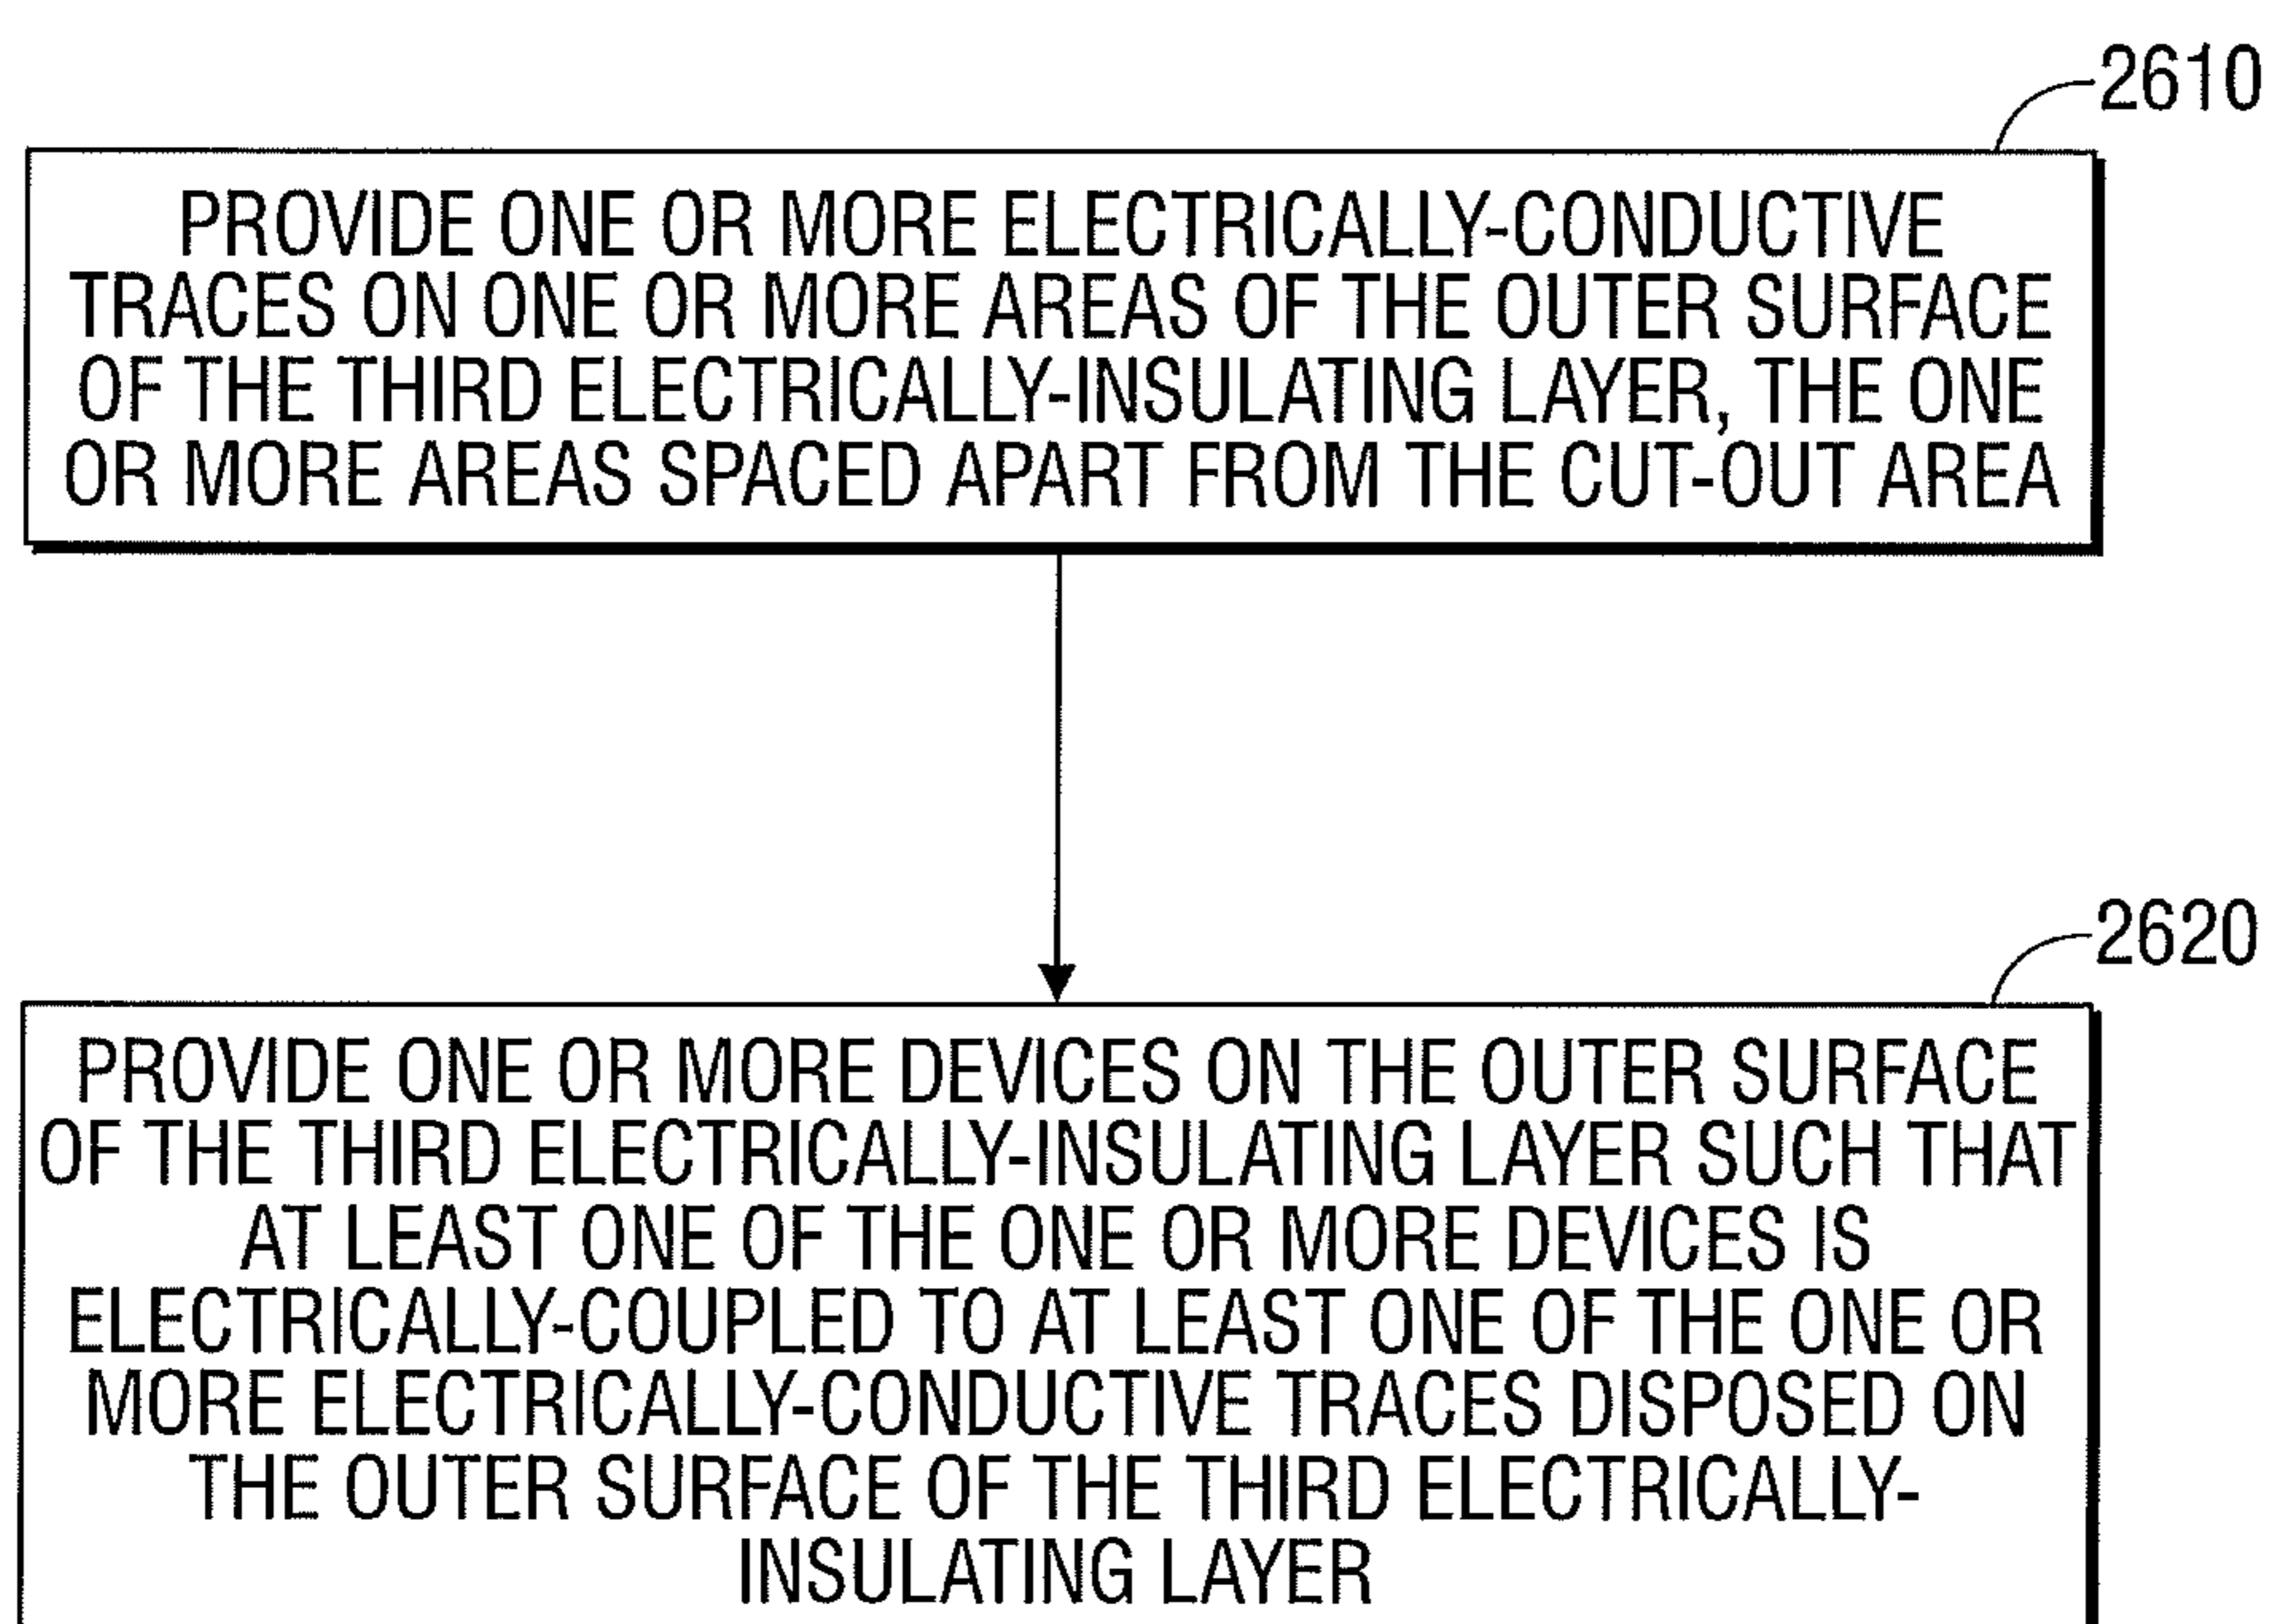 2610
PROVIDE ONE OR MORE ELECTRICALLY-CONDUCTIVE
TRACES ON ONE OR MORE AREAS OF THE OUTER SURFACE
OF THE THIRD ELECTRICALLY-INSULATING LAYER, THE ONE
OR MORE AREAS SPACED APART FROM THE CUT-OUT AREA
2620
PROVIDE ONE OR MORE DEVICES ON THE OUTER SURFACE
OF THE THIRD ELECTRICALLY-INSULATING LAYER SUCH THAT
AT LEAST ONE OF THE ONE OR MORE DEVICES IS
ELECTRICALLY-COUPLED TO AT LEAST ONE OF THE ONE OR
MORE ELECTRICALLY-CONDUCTIVE TRACES DISPOSED ON
THE OUTER SURFACE OF THE THIRD ELECTRICALLY-
INSULATING LAYER